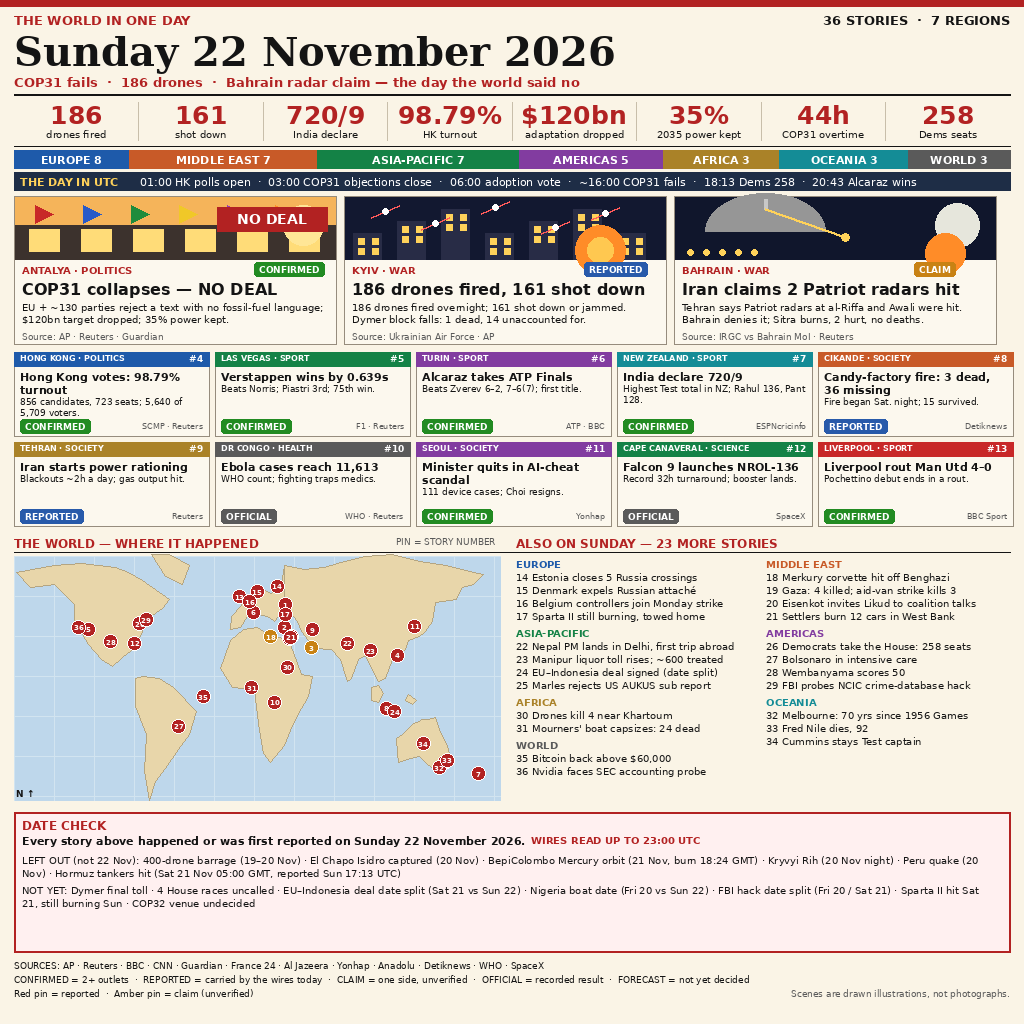 THE WORLD IN ONE DAY
36 STORIES · 7 REGIONS
Sunday 22 November 2026
COP31 fails · 186 drones · Bahrain radar claim — the day the world said no
186
drones fired
161
shot down
720/9
India declare
98.79%
HK turnout
$120bn
adaptation dropped
35%
2035 power kept
44h
COP31 overtime
258
Dems seats
EUROPE 8
MIDDLE EAST 7
ASIA-PACIFIC 7
AMERICAS 5
AFRICA 3
OCEANIA 3
WORLD 3
THE DAY IN UTC
01:00 HK polls open · 03:00 COP31 objections close · 06:00 adoption vote · ~16:00 COP31 fails · 18:13 Dems 258 · 20:43 Alcaraz wins
NO DEAL
ANTALYA · POLITICS
CONFIRMED
COP31 collapses — NO DEAL
EU + ~130 parties reject a text with no fossil-fuel language;
$120bn target dropped; 35% power kept.
Source: AP · Reuters · Guardian
KYIV · WAR
REPORTED
186 drones fired, 161 shot down
186 drones fired overnight; 161 shot down or jammed.
Dymer block falls: 1 dead, 14 unaccounted for.
Source: Ukrainian Air Force · AP
BAHRAIN · WAR
CLAIM
Iran claims 2 Patriot radars hit
Tehran says Patriot radars at al-Riffa and Awali were hit.
Bahrain denies it; Sitra burns, 2 hurt, no deaths.
Source: IRGC vs Bahrain MoI · Reuters
HONG KONG · POLITICS
#4
Hong Kong votes: 98.79%
turnout
856 candidates, 723 seats; 5,640 of
5,709 voters.
CONFIRMED
SCMP · Reuters
LAS VEGAS · SPORT
#5
Verstappen wins by 0.639s
Beats Norris; Piastri 3rd; 75th win.
CONFIRMED
F1 · Reuters
TURIN · SPORT
#6
Alcaraz takes ATP Finals
Beats Zverev 6–2, 7–6(7); first title.
CONFIRMED
ATP · BBC
NEW ZEALAND · SPORT
#7
India declare 720/9
Highest Test total in NZ; Rahul 136, Pant
128.
CONFIRMED
ESPNcricinfo
CIKANDE · SOCIETY
#8
Candy-factory fire: 3 dead,
36 missing
Fire began Sat. night; 15 survived.
REPORTED
Detiknews
TEHRAN · SOCIETY
#9
Iran starts power rationing
Blackouts ~2h a day; gas output hit.
REPORTED
Reuters
DR CONGO · HEALTH
#10
Ebola cases reach 11,613
WHO count; fighting traps medics.
OFFICIAL
WHO · Reuters
SEOUL · SOCIETY
#11
Minister quits in AI-cheat
scandal
111 device cases; Choi resigns.
CONFIRMED
Yonhap
CAPE CANAVERAL · SCIENCE
#12
Falcon 9 launches NROL-136
Record 32h turnaround; booster lands.
OFFICIAL
SpaceX
LIVERPOOL · SPORT
#13
Liverpool rout Man Utd 4–0
Pochettino debut ends in a rout.
CONFIRMED
BBC Sport
THE WORLD — WHERE IT HAPPENED
PIN = STORY NUMBER
13
15
14
16
6
1
17
2
21
18
9
3
36
5
29
28
12
22
23
4
11
30
31
10
35
27
8
24
34
33
32
7
N ↑
ALSO ON SUNDAY — 23 MORE STORIES
EUROPE
14 Estonia closes 5 Russia crossings
15 Denmark expels Russian attaché
16 Belgium controllers join Monday strike
17 Sparta II still burning, towed home
ASIA-PACIFIC
22 Nepal PM lands in Delhi, first trip abroad
23 Manipur liquor toll rises; ~600 treated
24 EU–Indonesia deal signed (date split)
25 Marles rejects US AUKUS sub report
AFRICA
30 Drones kill 4 near Khartoum
31 Mourners' boat capsizes: 24 dead
WORLD
35 Bitcoin back above $60,000
36 Nvidia faces SEC accounting probe
MIDDLE EAST
18 Merkury corvette hit off Benghazi
19 Gaza: 4 killed; aid-van strike kills 3
20 Eisenkot invites Likud to coalition talks
21 Settlers burn 12 cars in West Bank
AMERICAS
26 Democrats take the House: 258 seats
27 Bolsonaro in intensive care
28 Wembanyama scores 50
29 FBI probes NCIC crime-database hack
OCEANIA
32 Melbourne: 70 yrs since 1956 Games
33 Fred Nile dies, 92
34 Cummins stays Test captain
DATE CHECK
Every story above happened or was first reported on Sunday 22 November 2026. WIRES READ UP TO 23:00 UTC
LEFT OUT (not 22 Nov): 400-drone barrage (19–20 Nov) · El Chapo Isidro captured (20 Nov) · BepiColombo Mercury orbit (21 Nov, burn 18:24 GMT) · Kryvyi Rih (20 Nov night) · Peru quake (20
Nov) · Hormuz tankers hit (Sat 21 Nov 05:00 GMT, reported Sun 17:13 UTC)
NOT YET: Dymer final toll · 4 House races uncalled · EU–Indonesia deal date split (Sat 21 vs Sun 22) · Nigeria boat date (Fri 20 vs Sun 22) · FBI hack date split (Fri 20 / Sat 21) · Sparta II hit Sat
21, still burning Sun · COP32 venue undecided
SOURCES: AP · Reuters · BBC · CNN · Guardian · France 24 · Al Jazeera · Yonhap · Anadolu · Detiknews · WHO · SpaceX
CONFIRMED = 2+ outlets · REPORTED = carried by the wires today · CLAIM = one side, unverified · OFFICIAL = recorded result · FORECAST = not yet decided
Red pin = reported · Amber pin = claim (unverified)
Scenes are drawn illustrations, not photographs.